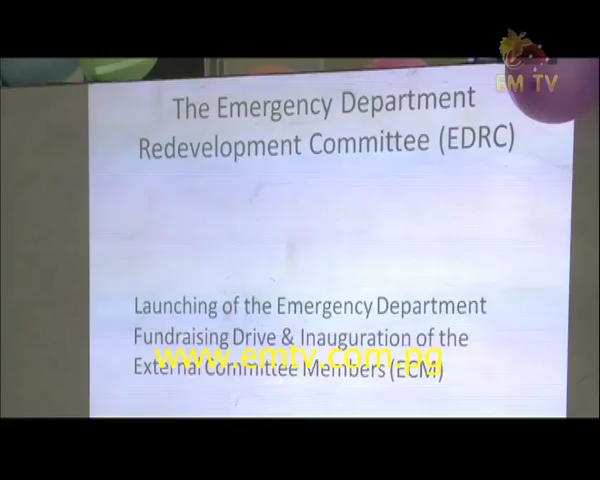 EM TV
The Emergency Department
Redevelopment Committee (EDRC)
Launching of the Emergency Department
Fundraising Drive & Inauguration of the
www.emtv.com.pg
External Committee Members (ECM)